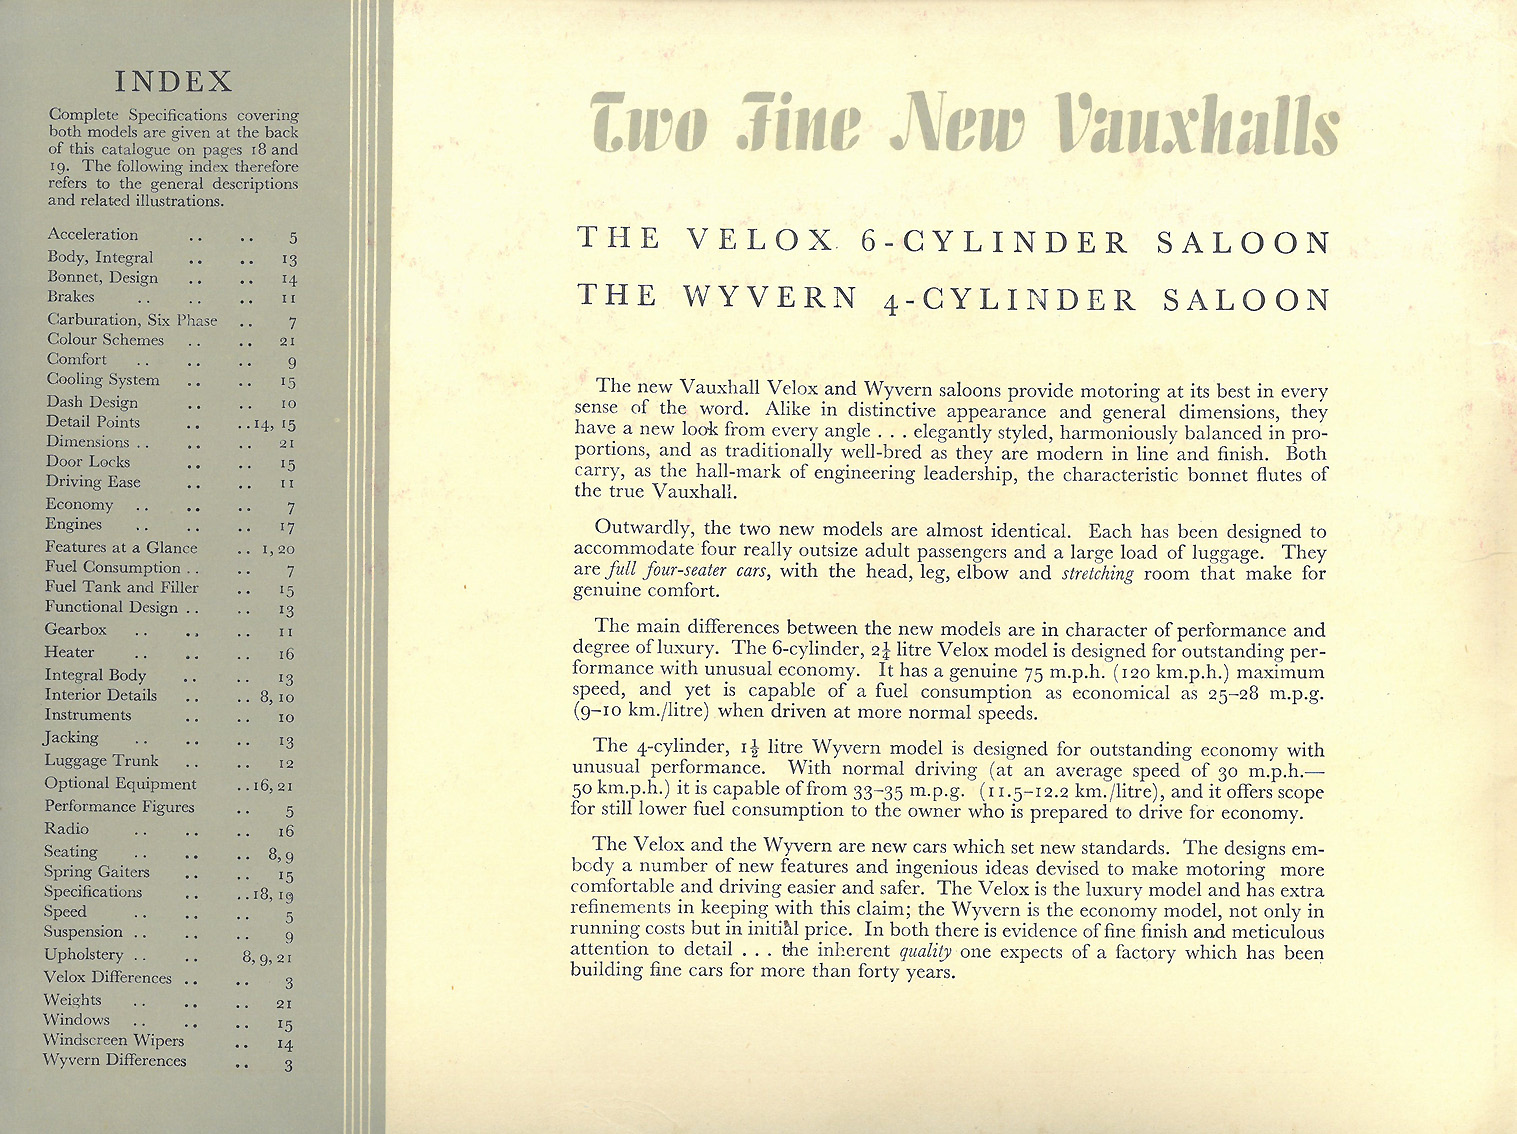 INDEX
Complete Specifications covering
both models are given at the back
of this catalogue on pages 18 and
19. The following index therefore
refers to the general descriptions
and related illustrations.
Acceleration .. .. 5
Body, Integral .. .. 13
Bonnet, Design .. .. 14
Brakes .. .. .. 11
Carburation, Six Phase .. 7
Colour Schemes .. .. 21
Comfort .. .. .. 9
Cooling System .. .. 15
Dash Design .. .. 10
Detail Points .. ..14, 15
Dimensions .. .. .. 21
Door Locks .. .. 15
Driving Ease .. .. 11
Economy .. .. .. 7
Engines .. .. .. 17
Features at a Glance .. 1, 20
Fuel Consumption .. .. 7
Fuel Tank and Filler .. 15
Functional Design .. .. 13
Gearbox .. .. .. 11
Heater .. .. .. 16
Integral Body .. .. 13
Interior Details .. .. 8, 10
Instruments .. .. 10
Jacking .. .. .. 13
Luggage Trunk .. .. 12
Optional Equipment ..16, 21
Performance Figures .. 5
Radio .. .. .. 16
Seating .. .. .. 8, 9
Spring Gaiters .. .. 15
Specifications .. ..18, 19
Speed .. .. .. 5
Suspension .. .. .. 9
Upholstery .. .. 8, 9, 21
Velox Differences .. .. 3
Weights .. .. .. 21
Windows .. .. .. 15
Windscreen Wipers .. 14
Wyvern Differences .. 3
Two Fine New Vauxhalls
THE VELOX 6-CYLINDER SALOON
THE WYVERN 4-CYLINDER SALOON
The new Vauxhall Velox and Wyvern saloons provide motoring at its best in every
sense of the word. Alike in distinctive appearance and general dimensions, they
have a new look from every angle . . . elegantly styled, harmoniously balanced in pro-
portions, and as traditionally well-bred as they are modern in line and finish. Both
carry, as the hall-mark of engineering leadership, the characteristic bonnet flutes of
the true Vauxhall.
Outwardly, the two new models are almost identical. Each has been designed to
accommodate four really outsize adult passengers and a large load of luggage. They
are full four-seater cars, with the head, leg, elbow and stretching room that make for
genuine comfort.
The main differences between the new models are in character of performance and
degree of luxury. The 6-cylinder, 2¼ litre Velox model is designed for outstanding per-
formance with unusual economy. It has a genuine 75 m.p.h. (120 km.p.h.) maximum
speed, and yet is capable of a fuel consumption as economical as 25–28 m.p.g.
(9–10 km./litre) when driven at more normal speeds.
The 4-cylinder, 1½ litre Wyvern model is designed for outstanding economy with
unusual performance. With normal driving (at an average speed of 30 m.p.h.—
50 km.p.h.) it is capable of from 33–35 m.p.g. (11.5–12.2 km./litre), and it offers scope
for still lower fuel consumption to the owner who is prepared to drive for economy.
The Velox and the Wyvern are new cars which set new standards. The designs em-
body a number of new features and ingenious ideas devised to make motoring more
comfortable and driving easier and safer. The Velox is the luxury model and has extra
refinements in keeping with this claim; the Wyvern is the economy model, not only in
running costs but in initial price. In both there is evidence of fine finish and meticulous
attention to detail . . . the inherent quality one expects of a factory which has been
building fine cars for more than forty years.